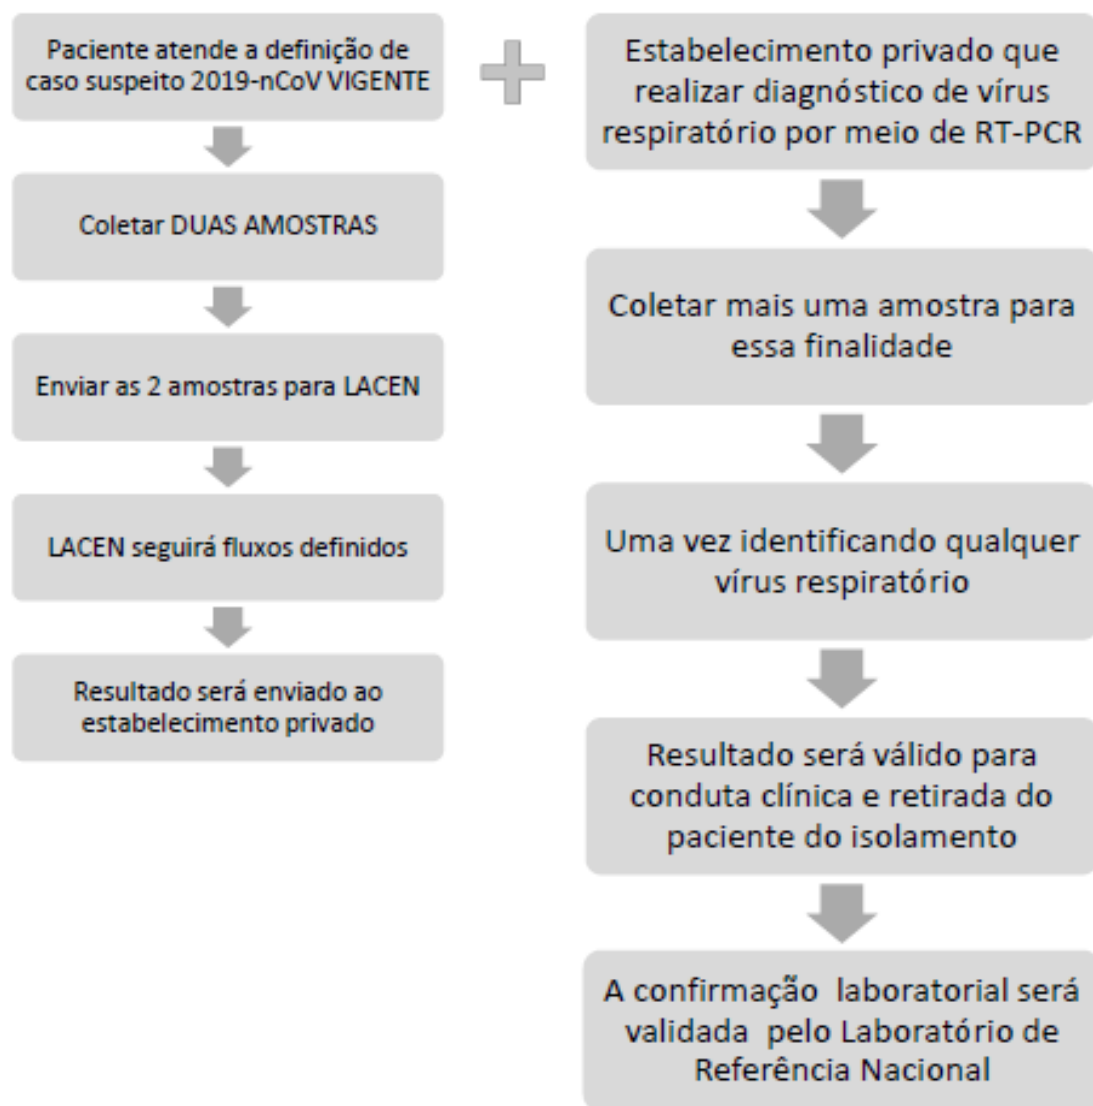 Paciente atende a definição de
caso suspeito 2019-nCoV VIGENTE
Coletar DUAS AMOSTRAS
Enviar as 2 amostras para LACEN
LACEN seguirá fluxos definidos
Resultado será enviado ao
estabelecimento privado
Estabelecimento privado que
realizar diagnóstico de vírus
respiratório por meio de RT-PCR
Coletar mais uma amostra para
essa finalidade
Uma vez identificando qualquer
vírus respiratório
Resultado será válido para
conduta clínica e retirada do
paciente do isolamento
A confirmação laboratorial será
validada pelo Laboratório de
Referência Nacional